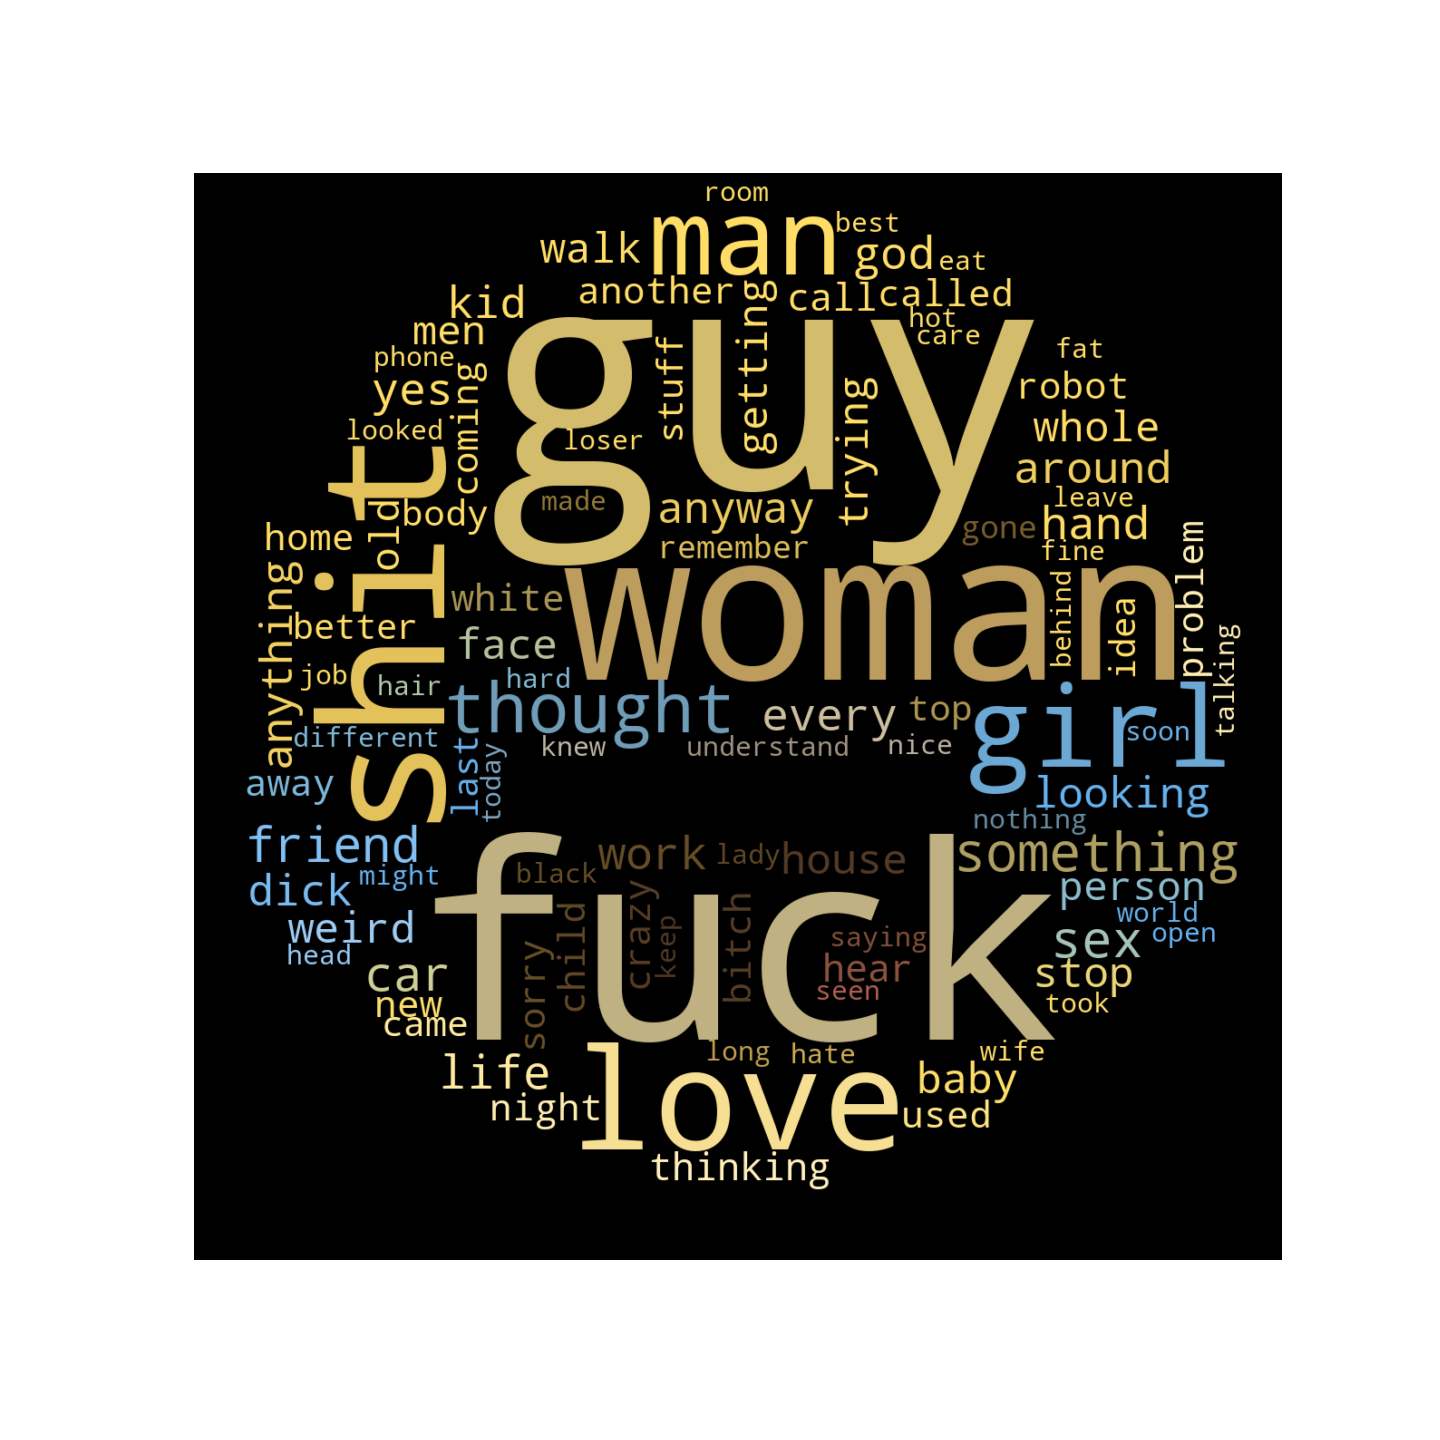 room
man
best
walk
god
eat
another
call
called
kid
getting
hot
men
guy
care
phone
stuff
fat
yes
coming
trying
robot
looked
loser
whole
shit
around
old
body
made
anyway
leave
home
remember
gone
hand
fine
anything
white
woman
behind
idea
problem
better
face
talking
job
hair
hard
thought
every
top
girl
soon
different
last
today
knew
understand
nice
away
looking
nothing
friend
fuck
work
lady
house
something
dick
might
black
person
weird
sorry
child
crazy
keep
bitch
saying
world
open
head
hear
sex
car
seen
stop
new
took
came
long
hate
wife
life
love
baby
night
used
thinking